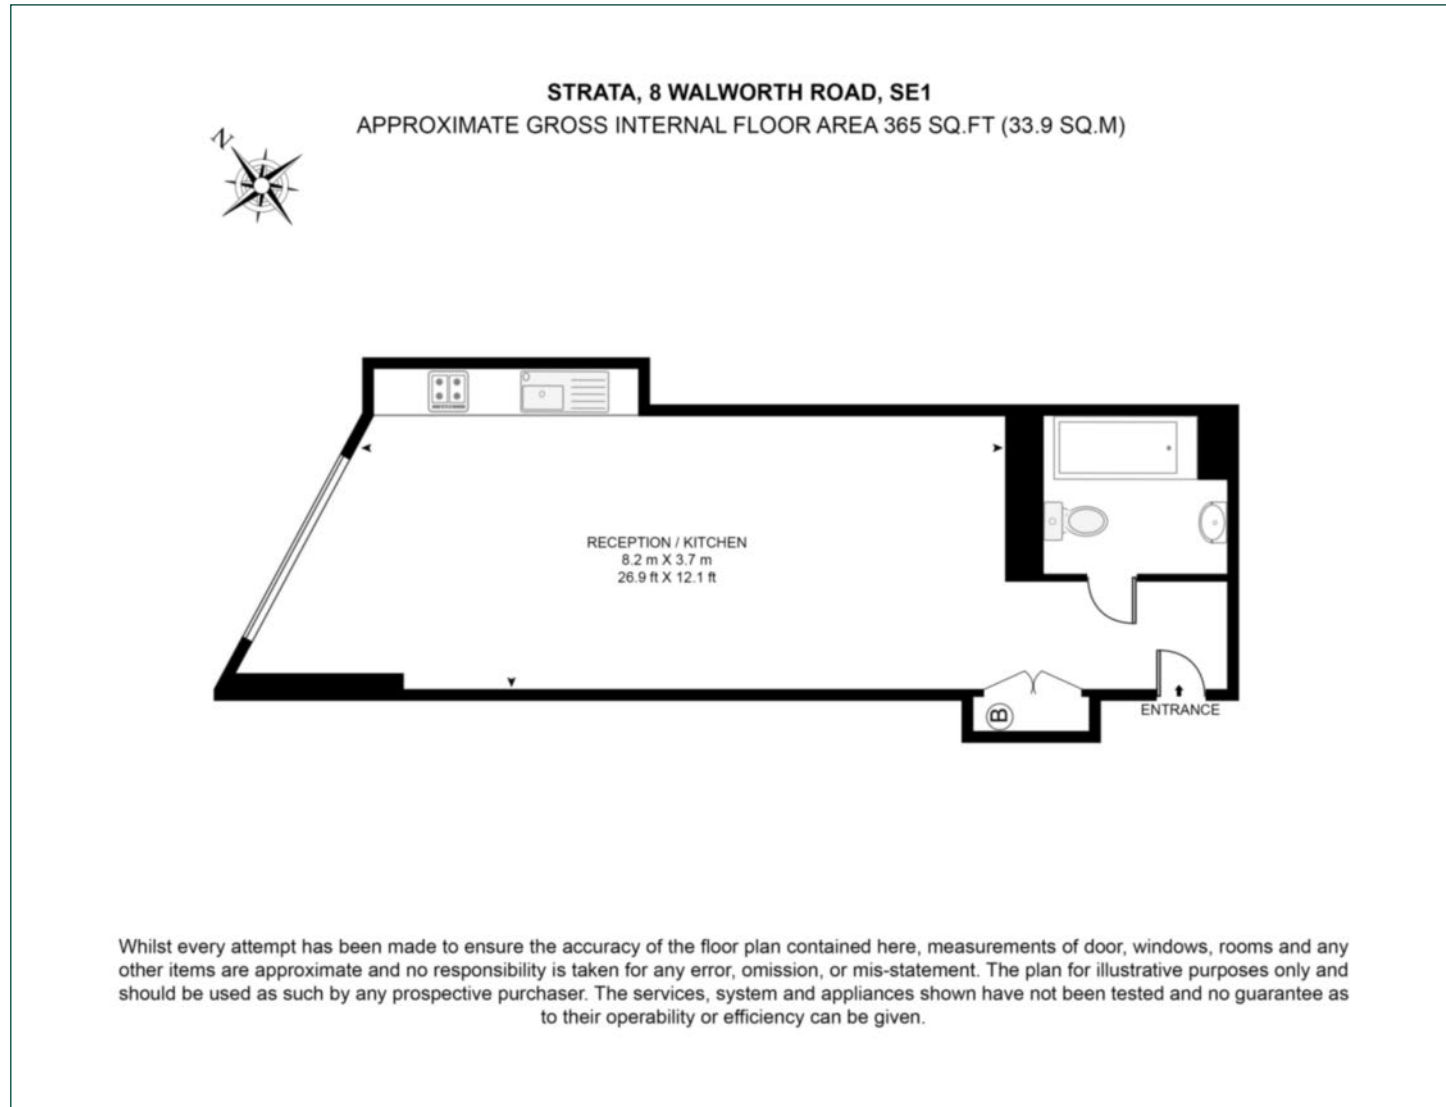 STRATA, 8 WALWORTH ROAD, SE1
APPROXIMATE GROSS INTERNAL FLOOR AREA 365 SQ.FT (33.9 SQ.M)
N
RECEPTION / KITCHEN
8.2 m X 3.7 m
26.9 ft X 12.1 ft
B
ENTRANCE
Whilst every attempt has been made to ensure the accuracy of the floor plan contained here, measurements of door, windows, rooms and any
other items are approximate and no responsibility is taken for any error, omission, or mis-statement. The plan for illustrative purposes only and
should be used as such by any prospective purchaser. The services, system and appliances shown have not been tested and no guarantee as
to their operability or efficiency can be given.